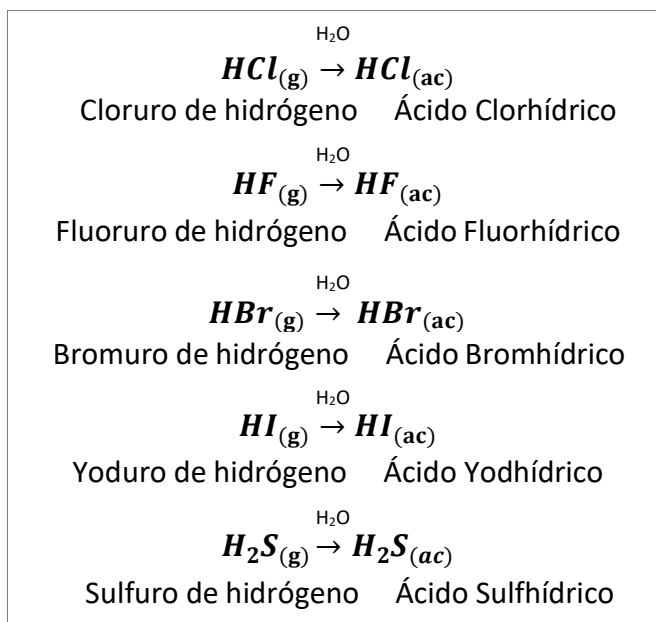 H₂O
HCl(g) → HCl(ac)
Cloruro de hidrógeno Ácido Clorhídrico
H₂O
HF(g) → HF(ac)
Fluoruro de hidrógeno Ácido Fluorhídrico
H₂O
HBr(g) → HBr(ac)
Bromuro de hidrógeno Ácido Bromhídrico
H₂O
HI(g) → HI(ac)
Yoduro de hidrógeno Ácido Yodhídrico
H₂O
H₂S(g) → H₂S(ac)
Sulfuro de hidrógeno Ácido Sulfhídrico